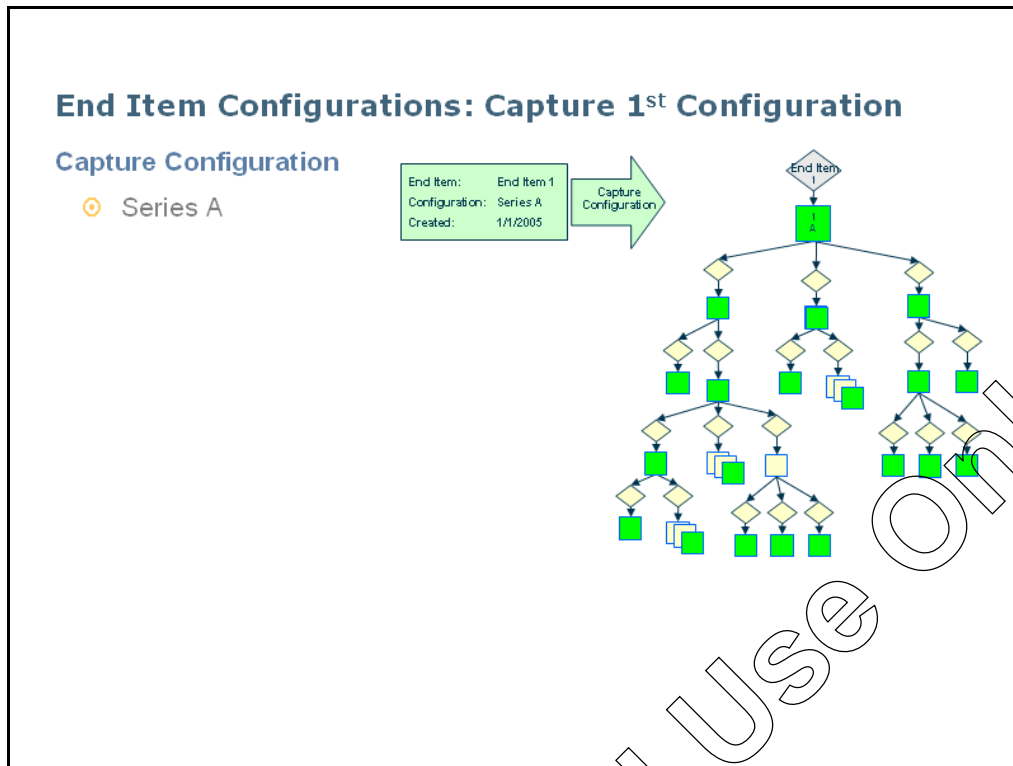 End Item Configurations: Capture 1st Configuration
Capture Configuration
Series A
End Item: End Item 1
Configuration: Series A
Created: 1/1/2005
Capture
Configuration
End Item
1
1
A
Use Onl